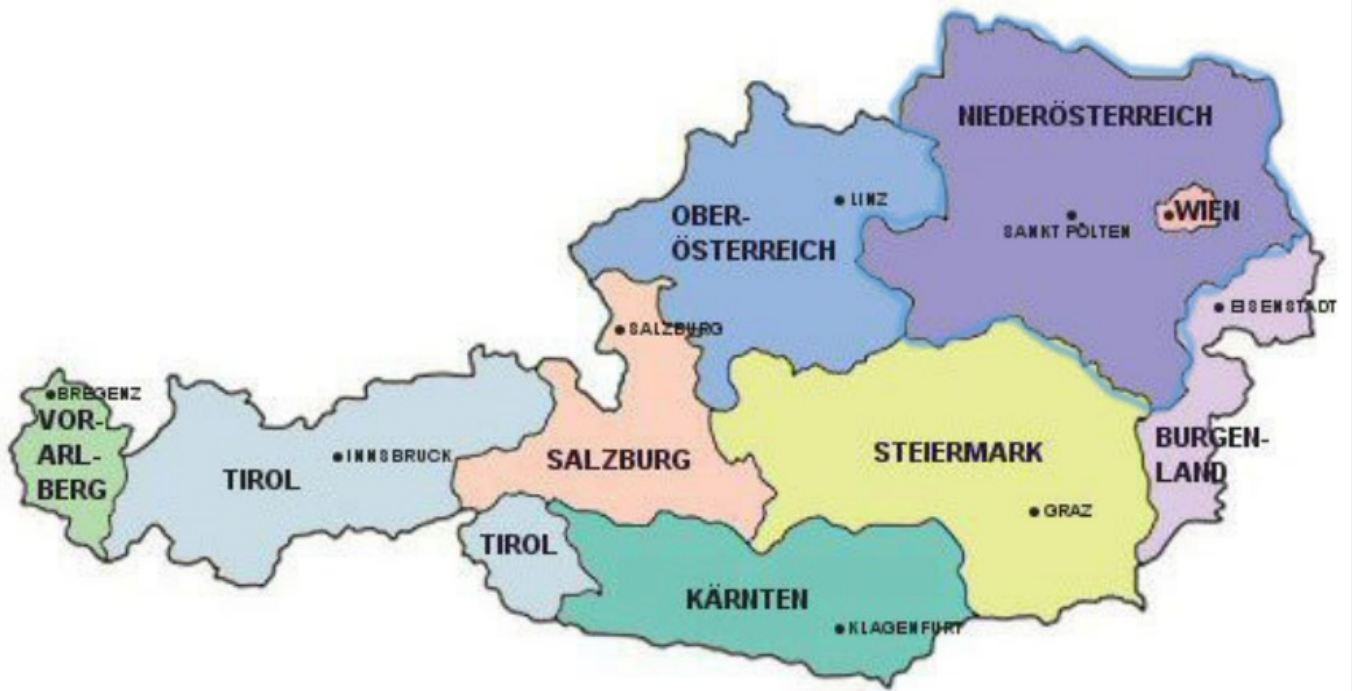 NIEDERÖSTERREICH
LINZ
WIEN
OBER-
ÖSTERREICH
SANKT PÖLTEN
EISENSTADT
SALZBURG
BREGENZ
VOR-
ARL-
BERG
INNSBRUCK
TIROL
SALZBURG
STEIERMARK
BURGEN-
LAND
GRAZ
TIROL
KÄRNTEN
KLAGENFURT